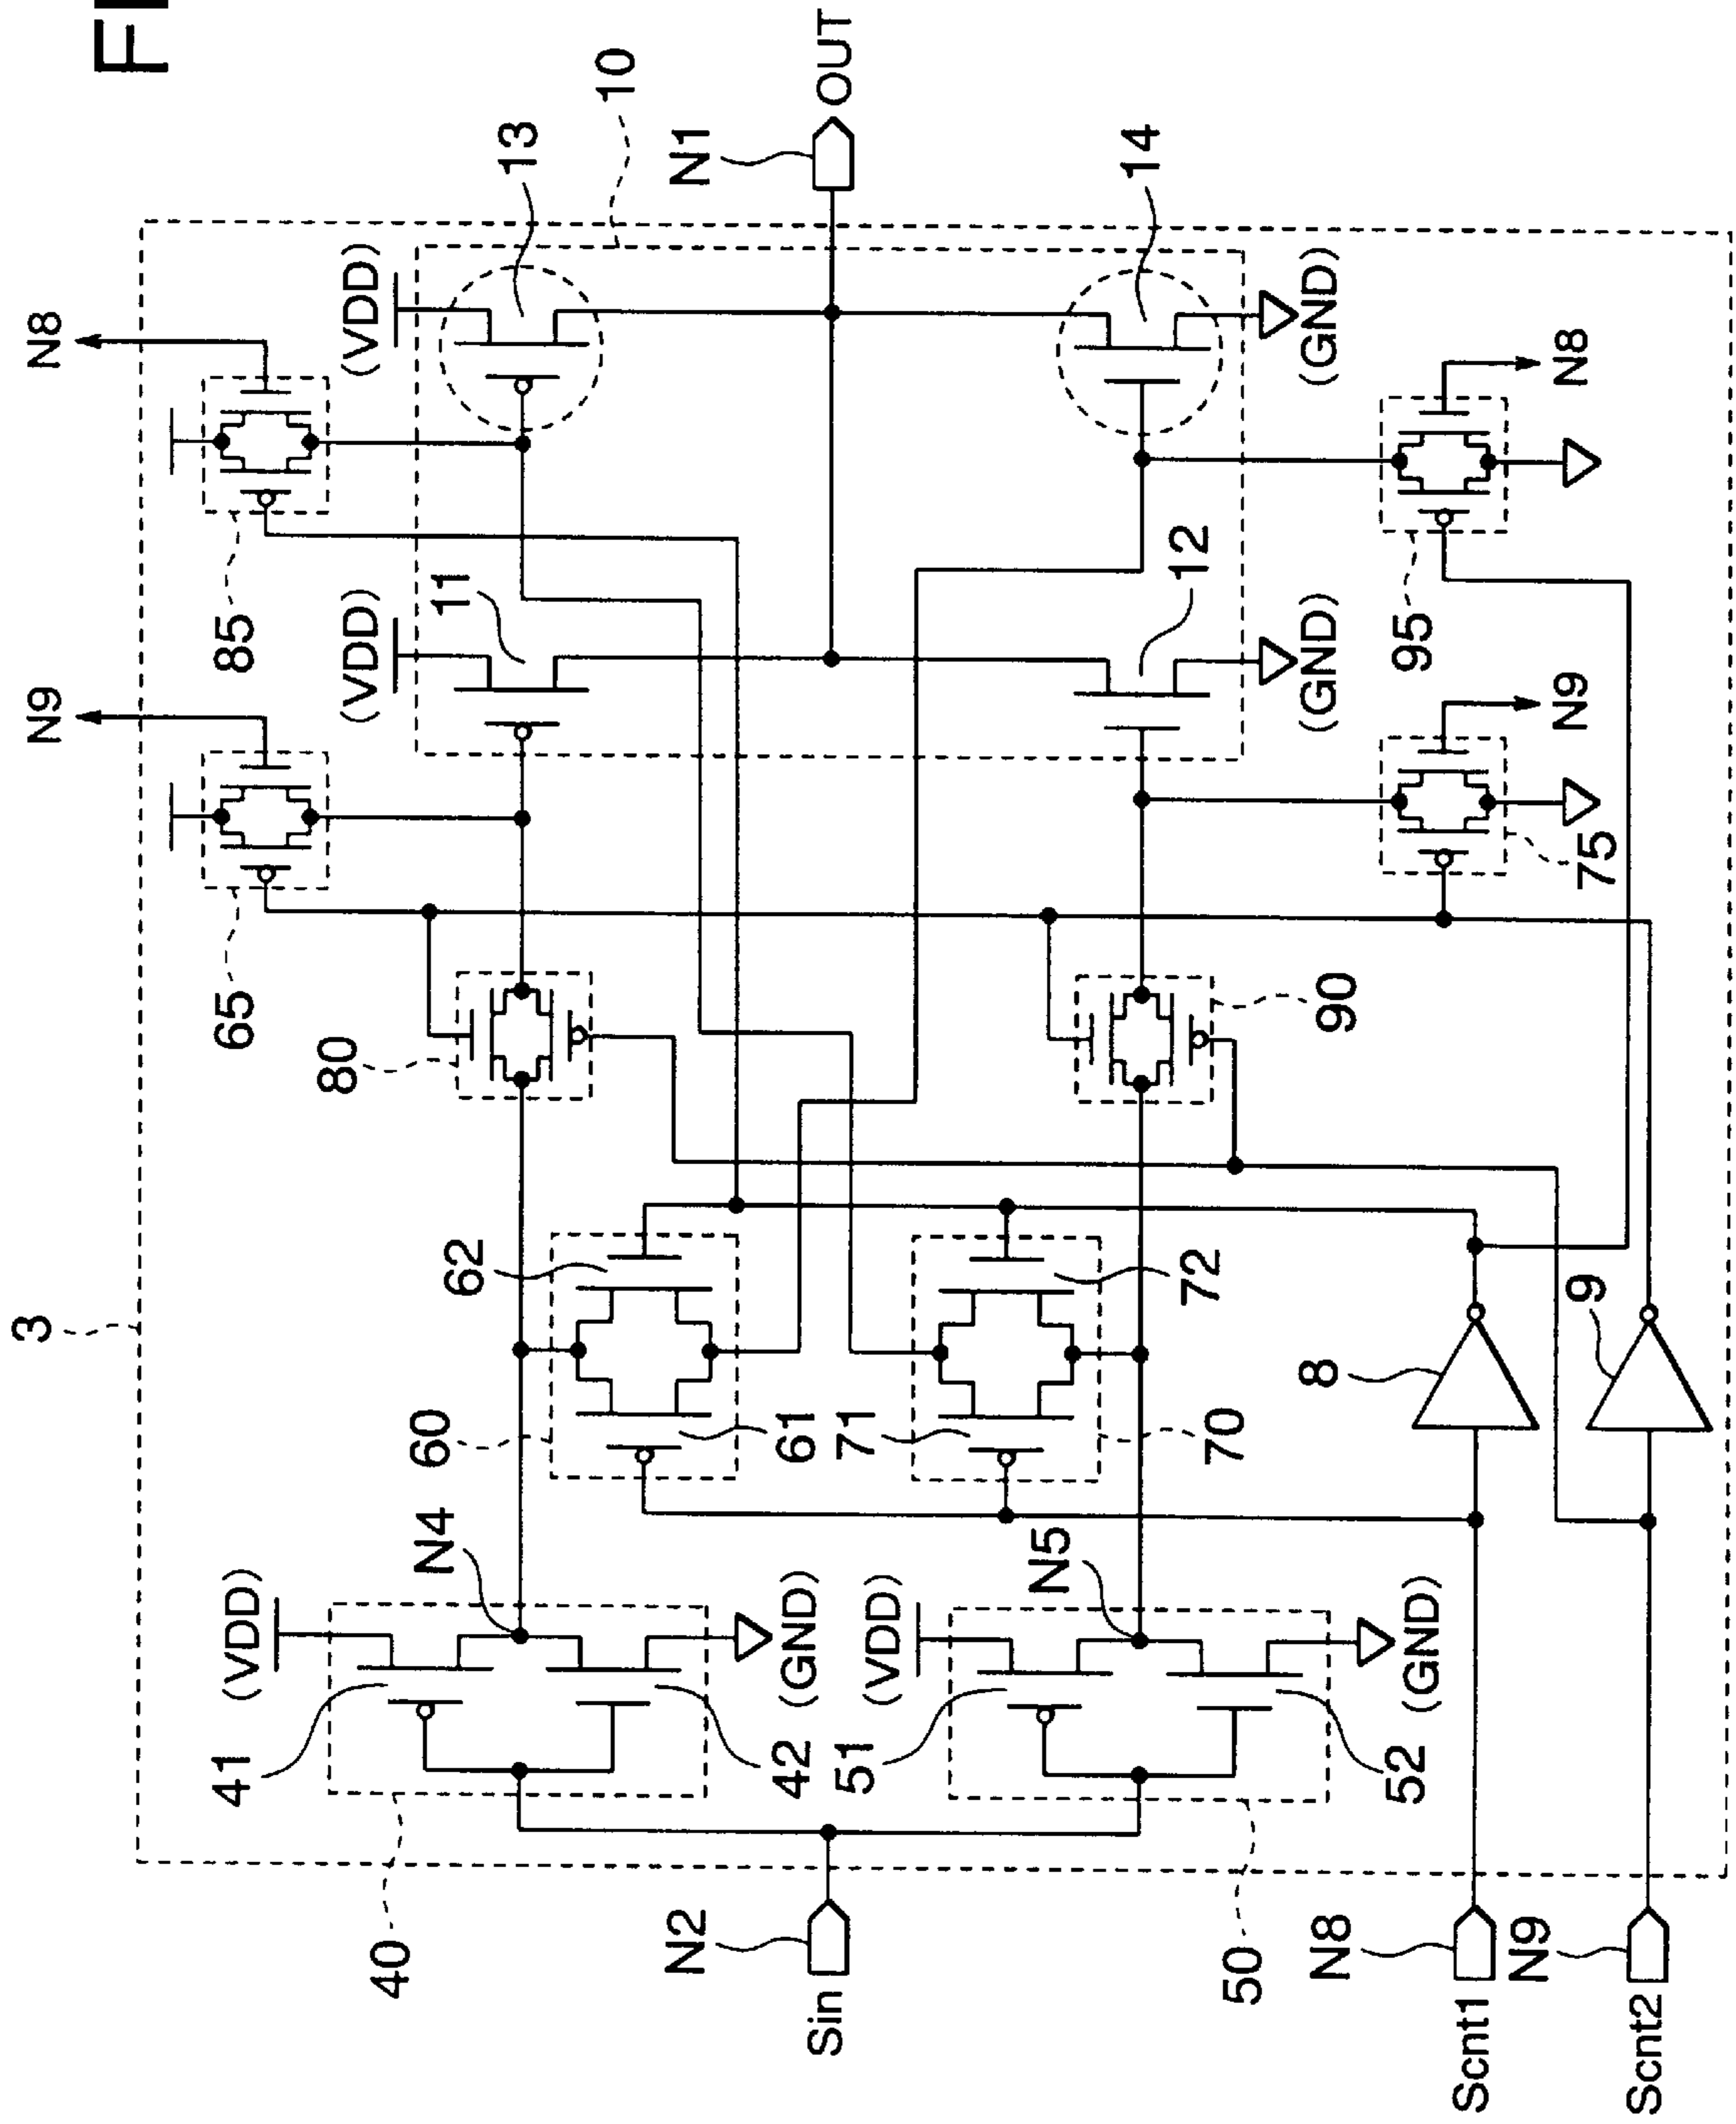 FI
3
N9
N8
65
85
(VDD)
(VDD)
(VDD)
41
N4
80
11
13
10
62
60
61
N1
OUT
40
42
(GND)
N2
Sin
(VDD)
51
N5
71
72
70
90
12
14
52
50
(GND)
(GND)
(GND)
8
9
75
95
N9
N8
N8
Scnt1
N9
Scnt2